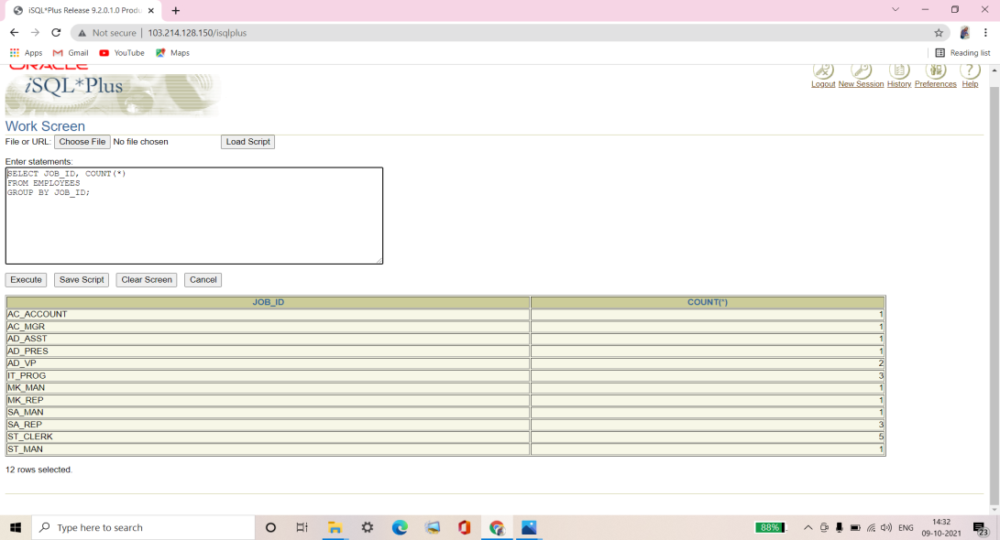 iSQL*Plus Release 9.2.0.1.0 Produ
Not secure | 103.214.128.150/isqlplus
Apps Gmail YouTube Maps Reading list
ORACLE
iSQL*Plus
Logout New Session History Preferences Help
Work Screen
File or URL: Choose File No file chosen Load Script
Enter statements:
SELECT JOB_ID, COUNT(*)
FROM EMPLOYEES
GROUP BY JOB_ID;
Execute Save Script Clear Screen Cancel
JOB_ID COUNT(*)
AC_ACCOUNT 1
AC_MGR 1
AD_ASST 1
AD_PRES 1
AD_VP 2
IT_PROG 3
MK_MAN 1
MK_REP 1
SA_MAN 1
SA_REP 3
ST_CLERK 5
ST_MAN 1
12 rows selected.
Type here to search 88% ENG 14:32
09-10-2021 23